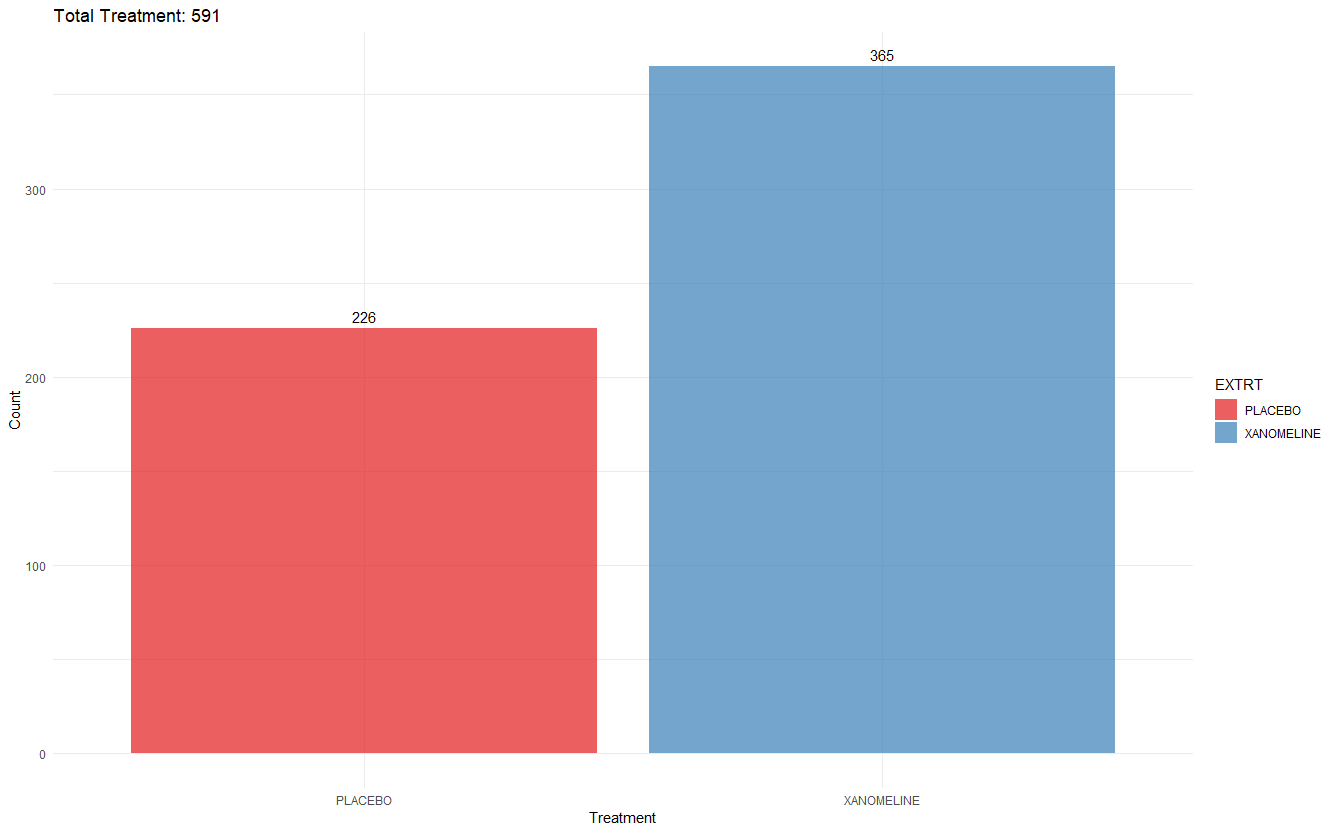 Total Treatment: 591
365
300
226
200
Count
100
0
PLACEBO
XANOMELINE
Treatment
EXTRT
PLACEBO
XANOMELINE